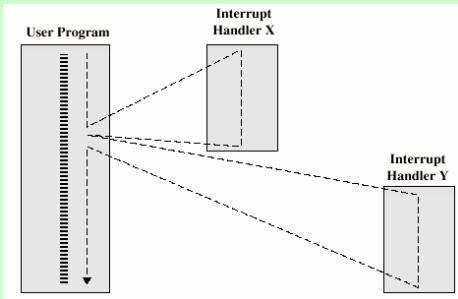 User Program
Interrupt
Handler X
Interrupt
Handler Y